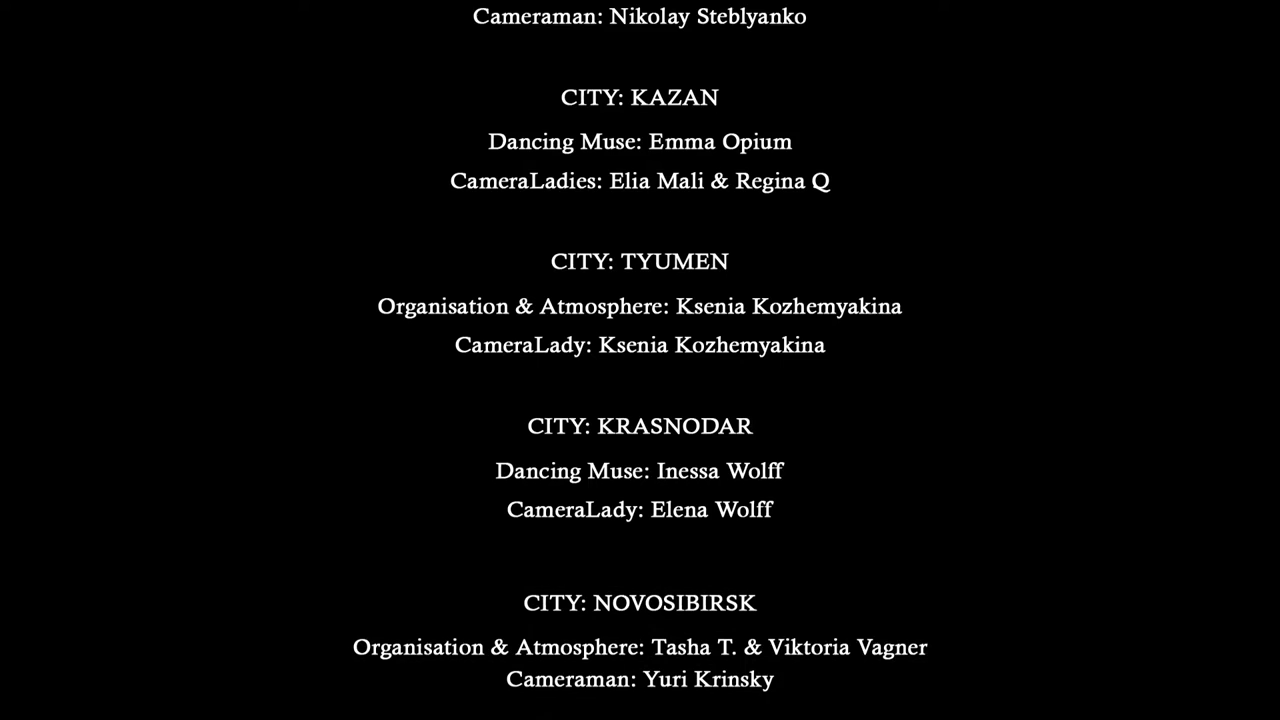 Cameraman: Nikolay Steblyanko
CITY: KAZAN
Dancing Muse: Emma Opium
CameraLadies: Elia Mali & Regina Q
CITY: TYUMEN
Organisation & Atmosphere: Ksenia Kozhemyakina
CameraLady: Ksenia Kozhemyakina
CITY: KRASNODAR
Dancing Muse: Inessa Wolff
CameraLady: Elena Wolff
CITY: NOVOSIBIRSK
Organisation & Atmosphere: Tasha T. & Viktoria Vagner
Cameraman: Yuri Krinsky